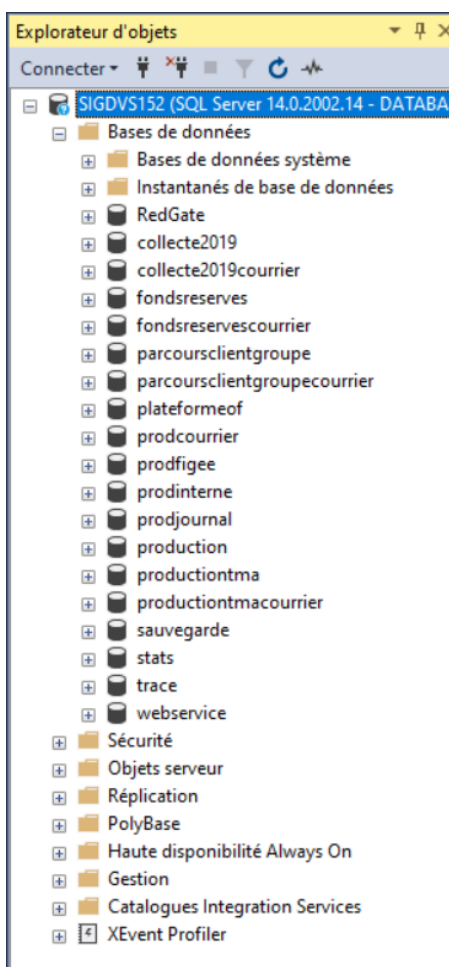 Explorateur d'objets
Connecter
SIGDVS152 (SQL Server 14.0.2002.14 - DATABA
Bases de données
Bases de données système
Instantanés de base de données
RedGate
collecte2019
collecte2019courrier
fondsreserves
fondsreservescourrier
parcoursclientgroupe
parcoursclientgroupecourrier
plateformeof
prodcourrier
prodfigee
prodinterne
prodjournal
production
productiontma
productiontmacourrier
sauvegarde
stats
trace
webservice
Sécurité
Objets serveur
Réplication
PolyBase
Haute disponibilité Always On
Gestion
Catalogues Integration Services
XEvent Profiler